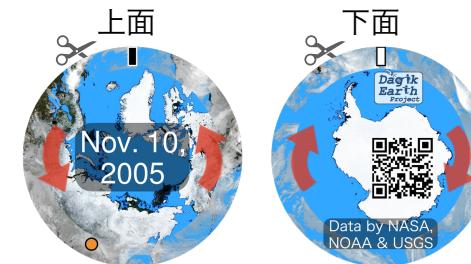 上面
下面
Dagik
Earth
Project
Nov. 10,
2005
Data by NASA,
NOAA & USGS